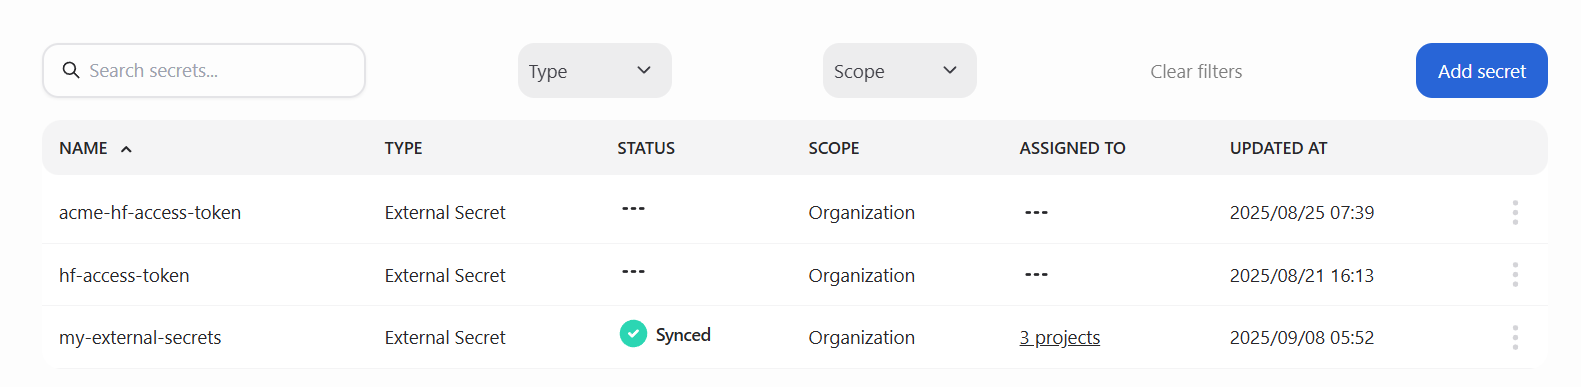 Search secrets... Type Scope Clear filters Add secret
NAME TYPE STATUS SCOPE ASSIGNED TO UPDATED AT
acme-hf-access-token External Secret --- Organization --- 2025/08/25 07:39
hf-access-token External Secret --- Organization --- 2025/08/21 16:13
my-external-secrets External Secret Synced Organization 3 projects 2025/09/08 05:52